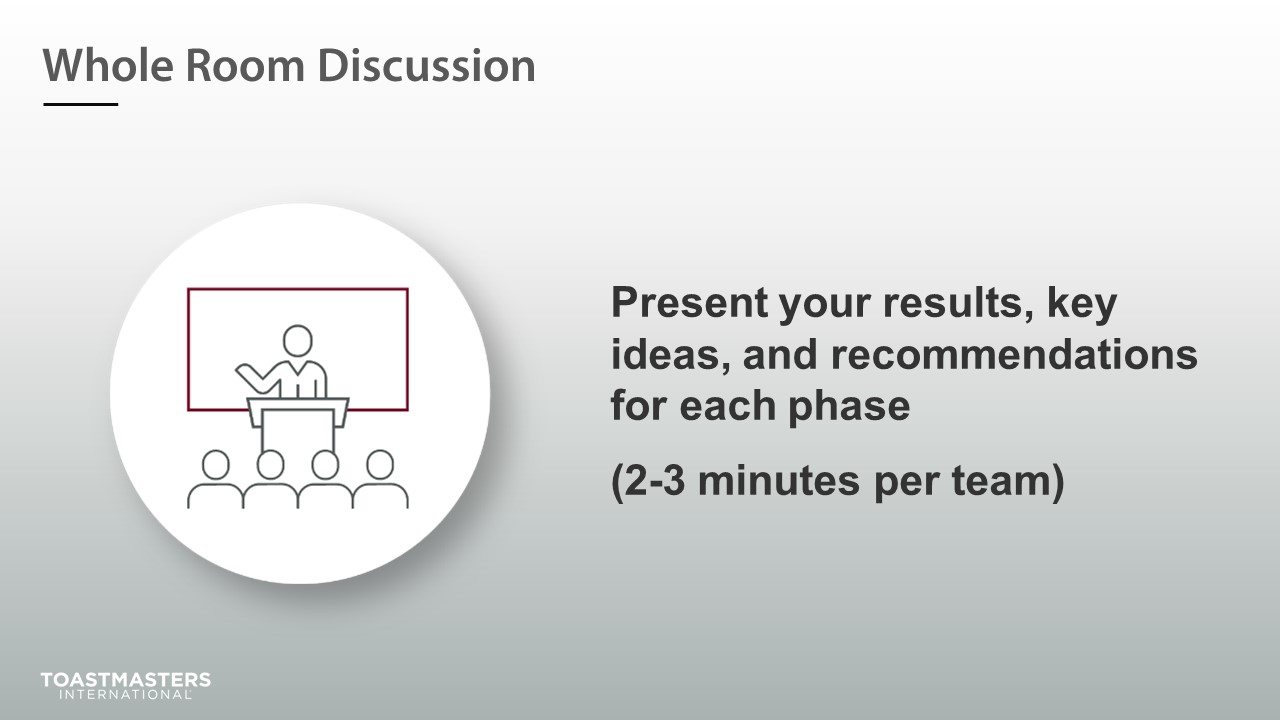 Whole Room Discussion
Present your results, key
ideas, and recommendations
for each phase
(2-3 minutes per team)
TOASTMASTERS
INTERNATIONAL